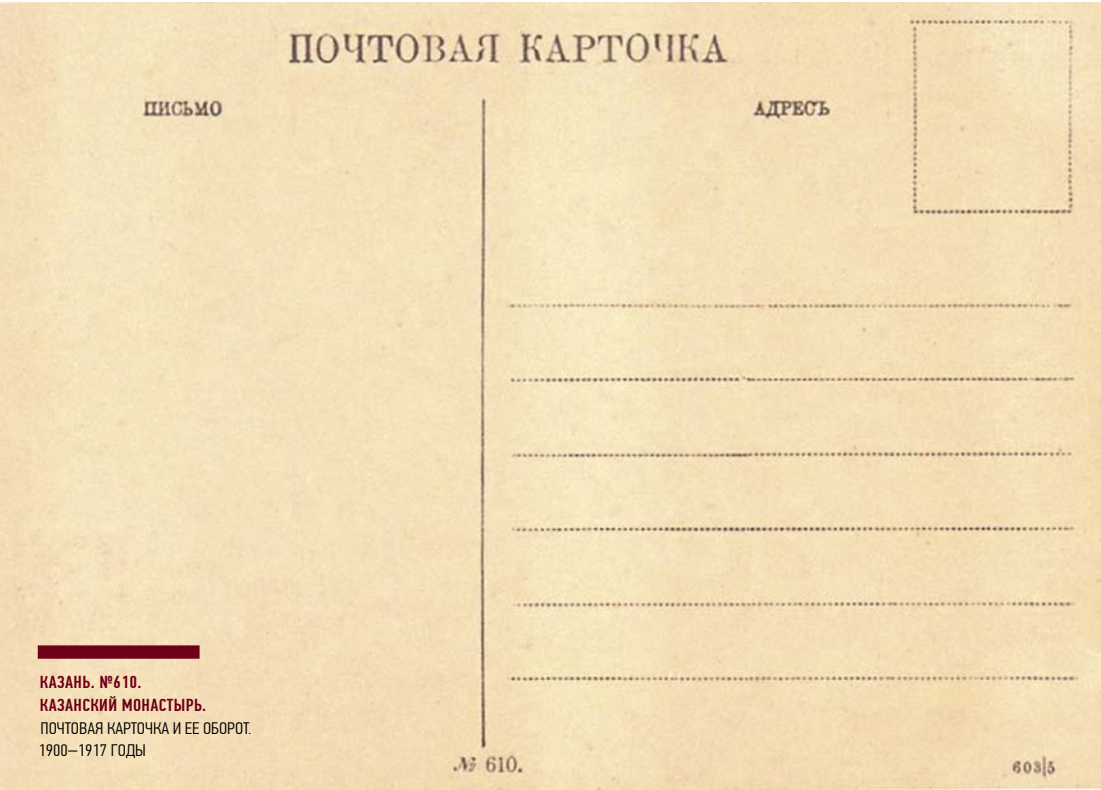 ПОЧТОВАЯ КАРТОЧКА
ПИСЬМО
АДРЕСЪ
КАЗАНЬ. №610.
КАЗАНСКИЙ МОНАСТЫРЬ.
ПОЧТОВАЯ КАРТОЧКА И ЕЕ ОБОРОТ.
1900–1917 ГОДЫ
№ 610.
603|5